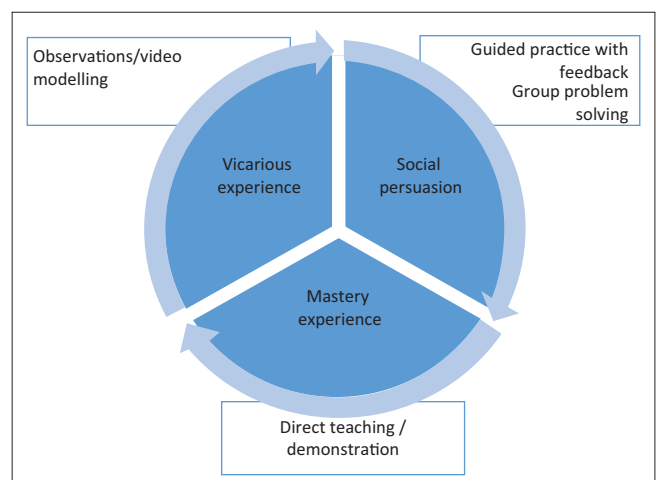 Observations/video
modelling
Guided practice with
feedback
Group problem
solving
Vicarious
experience
Social
persuasion
Mastery
experience
Direct teaching /
demonstration